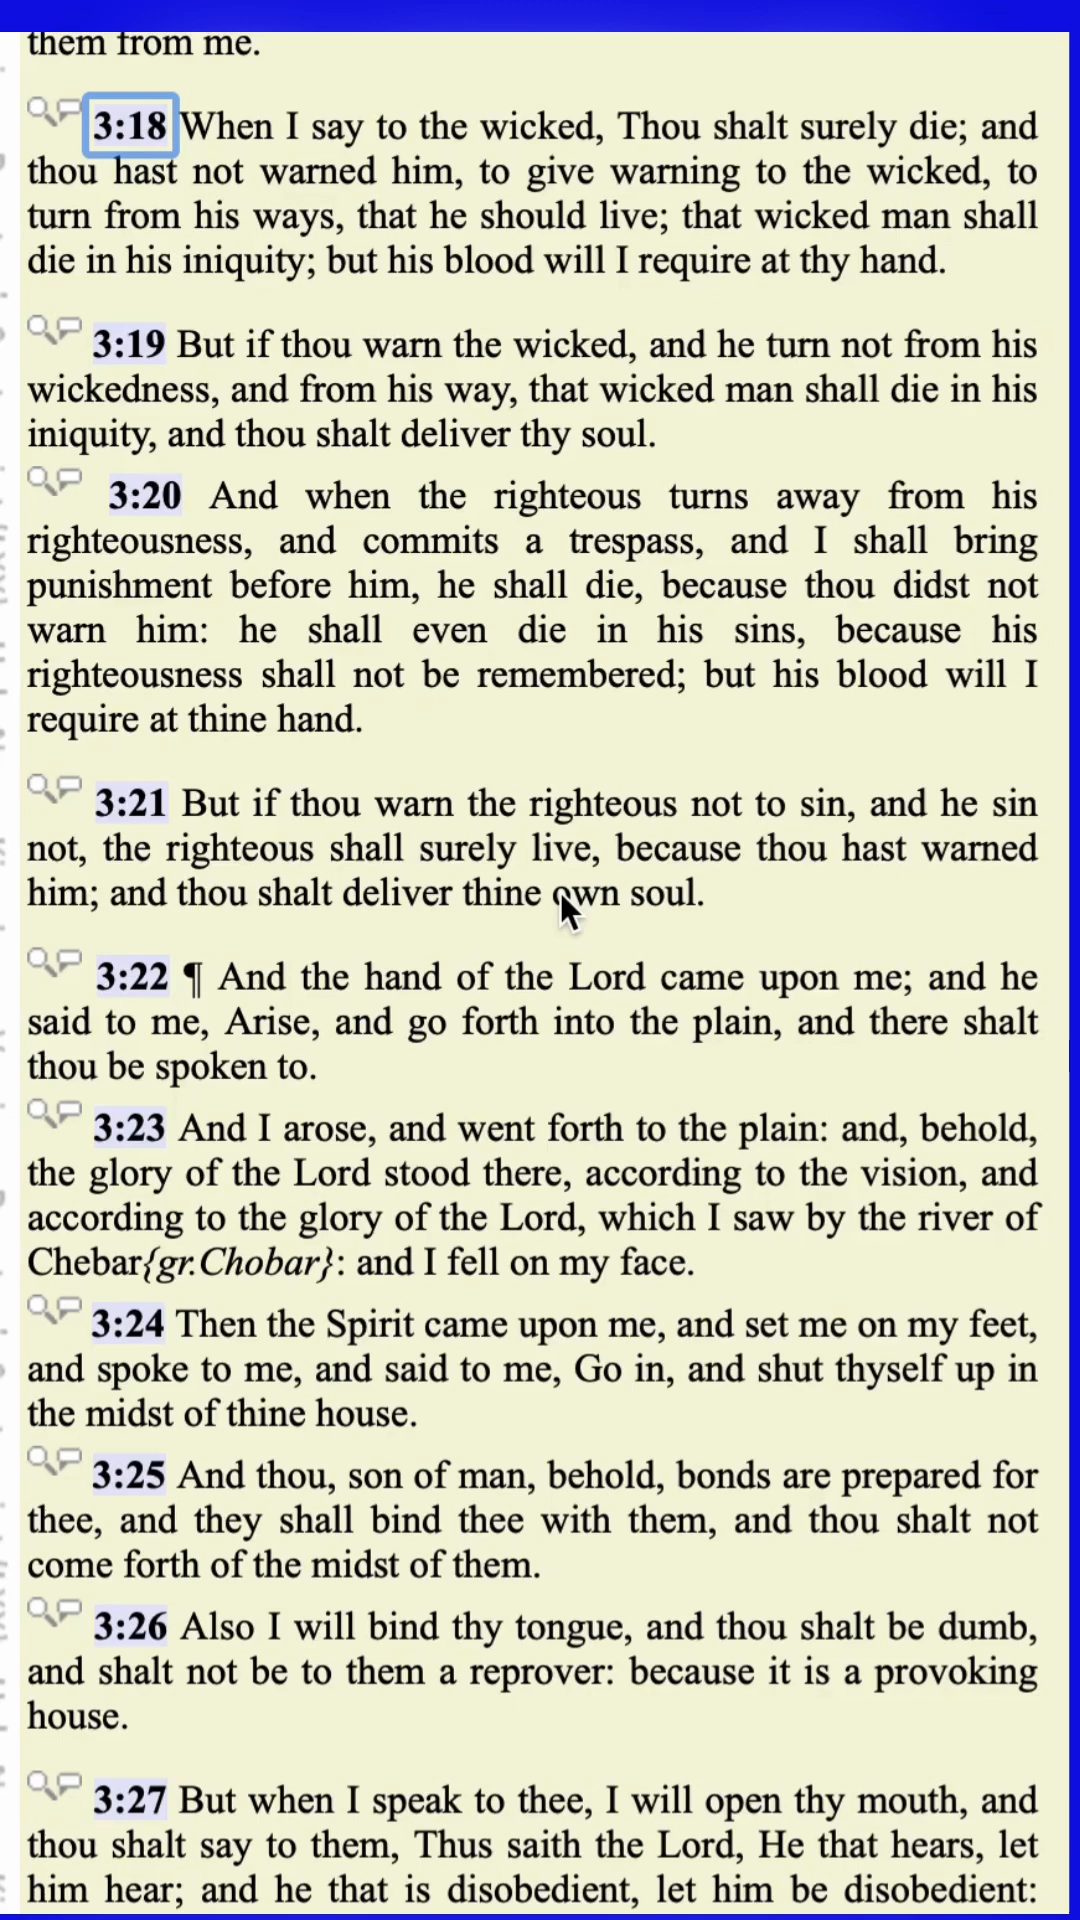 them from me.
3:18 When I say to the wicked, Thou shalt surely die; and
thou hast not warned him, to give warning to the wicked, to
turn from his ways, that he should live; that wicked man shall
die in his iniquity; but his blood will I require at thy hand.
3:19 But if thou warn the wicked, and he turn not from his
wickedness, and from his way, that wicked man shall die in his
iniquity, and thou shalt deliver thy soul.
3:20 And when the righteous turns away from his
righteousness, and commits a trespass, and I shall bring
punishment before him, he shall die, because thou didst not
warn him: he shall even die in his sins, because his
righteousness shall not be remembered; but his blood will I
require at thine hand.
3:21 But if thou warn the righteous not to sin, and he sin
not, the righteous shall surely live, because thou hast warned
him; and thou shalt deliver thine own soul.
3:22 ¶ And the hand of the Lord came upon me; and he
said to me, Arise, and go forth into the plain, and there shalt
thou be spoken to.
3:23 And I arose, and went forth to the plain: and, behold,
the glory of the Lord stood there, according to the vision, and
according to the glory of the Lord, which I saw by the river of
Chebar{gr.Chobar}: and I fell on my face.
3:24 Then the Spirit came upon me, and set me on my feet,
and spoke to me, and said to me, Go in, and shut thyself up in
the midst of thine house.
3:25 And thou, son of man, behold, bonds are prepared for
thee, and they shall bind thee with them, and thou shalt not
come forth of the midst of them.
3:26 Also I will bind thy tongue, and thou shalt be dumb,
and shalt not be to them a reprover: because it is a provoking
house.
3:27 But when I speak to thee, I will open thy mouth, and
thou shalt say to them, Thus saith the Lord, He that hears, let
him hear; and he that is disobedient, let him be disobedient: